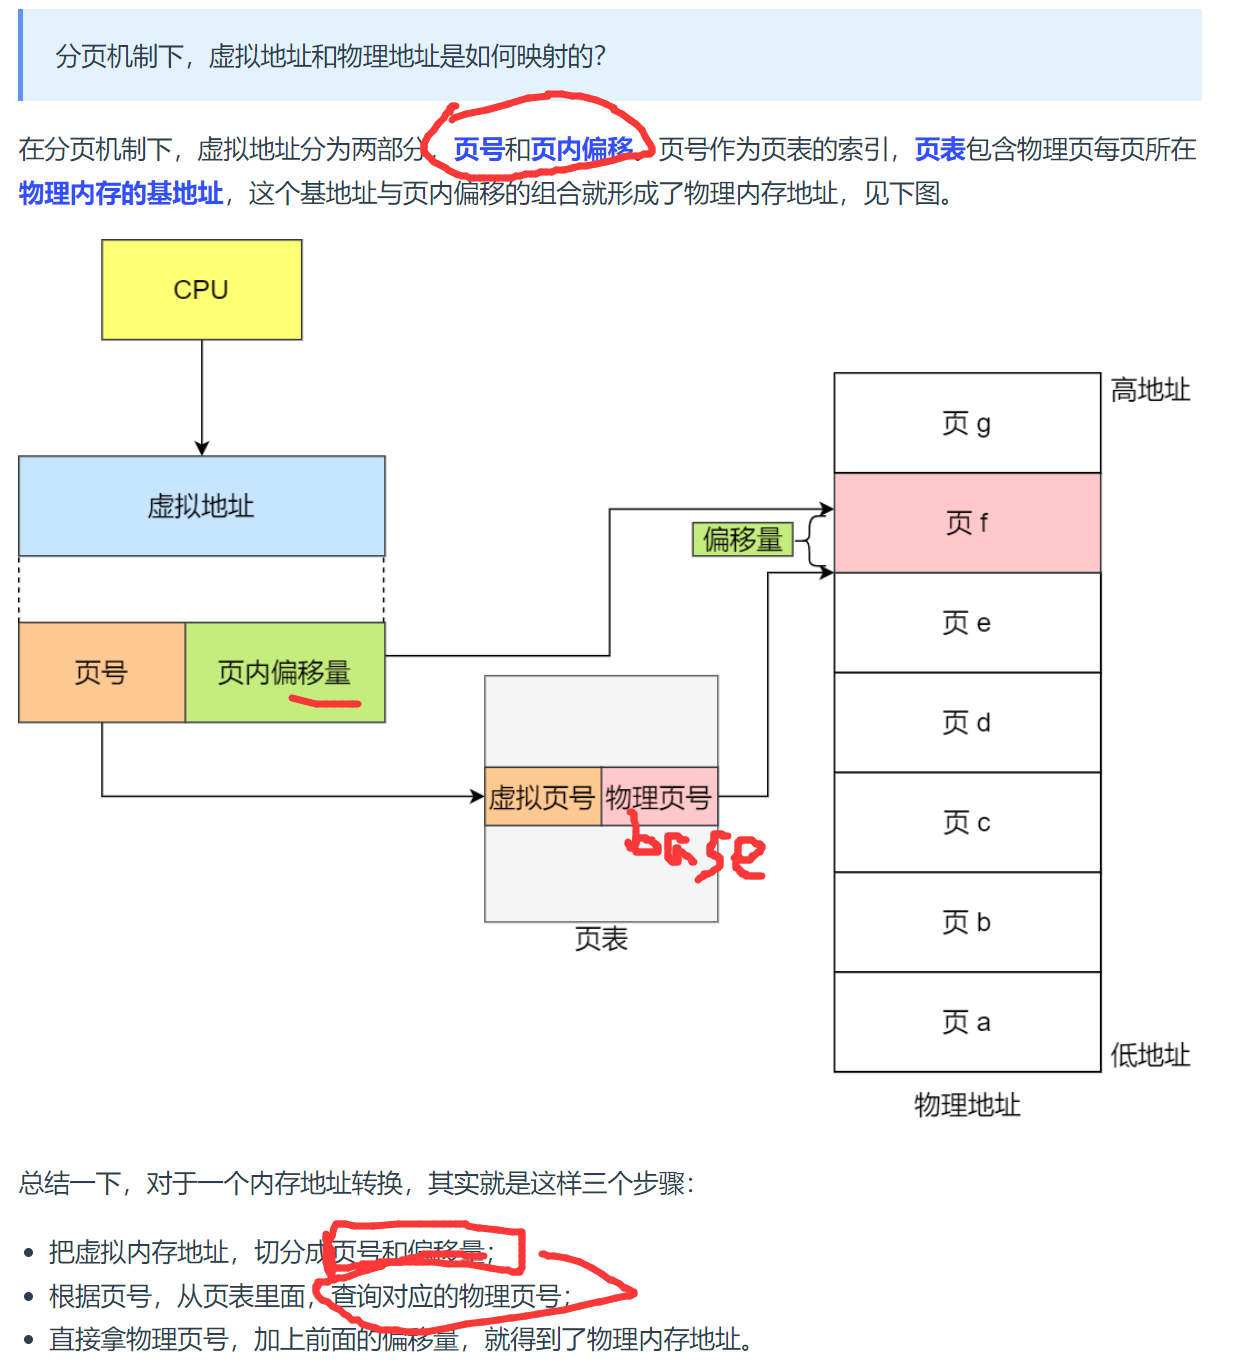 分页机制下，虚拟地址和物理地址是如何映射的？
在分页机制下，虚拟地址分为两部分，页号和页内偏移。页号作为页表的索引，页表包含物理页每页所在
物理内存的基地址，这个基地址与页内偏移的组合就形成了物理内存地址，见下图。
CPU
高地址
页 g
虚拟地址
页 f
偏移量
页 e
页号
页内偏移量
页 d
虚拟页号
物理页号
页 c
base
页 b
页表
页 a
低地址
物理地址
总结一下，对于一个内存地址转换，其实就是这样三个步骤：
• 把虚拟内存地址，切分成页号和偏移量；
• 根据页号，从页表里面，查询对应的物理页号；
• 直接拿物理页号，加上前面的偏移量，就得到了物理内存地址。